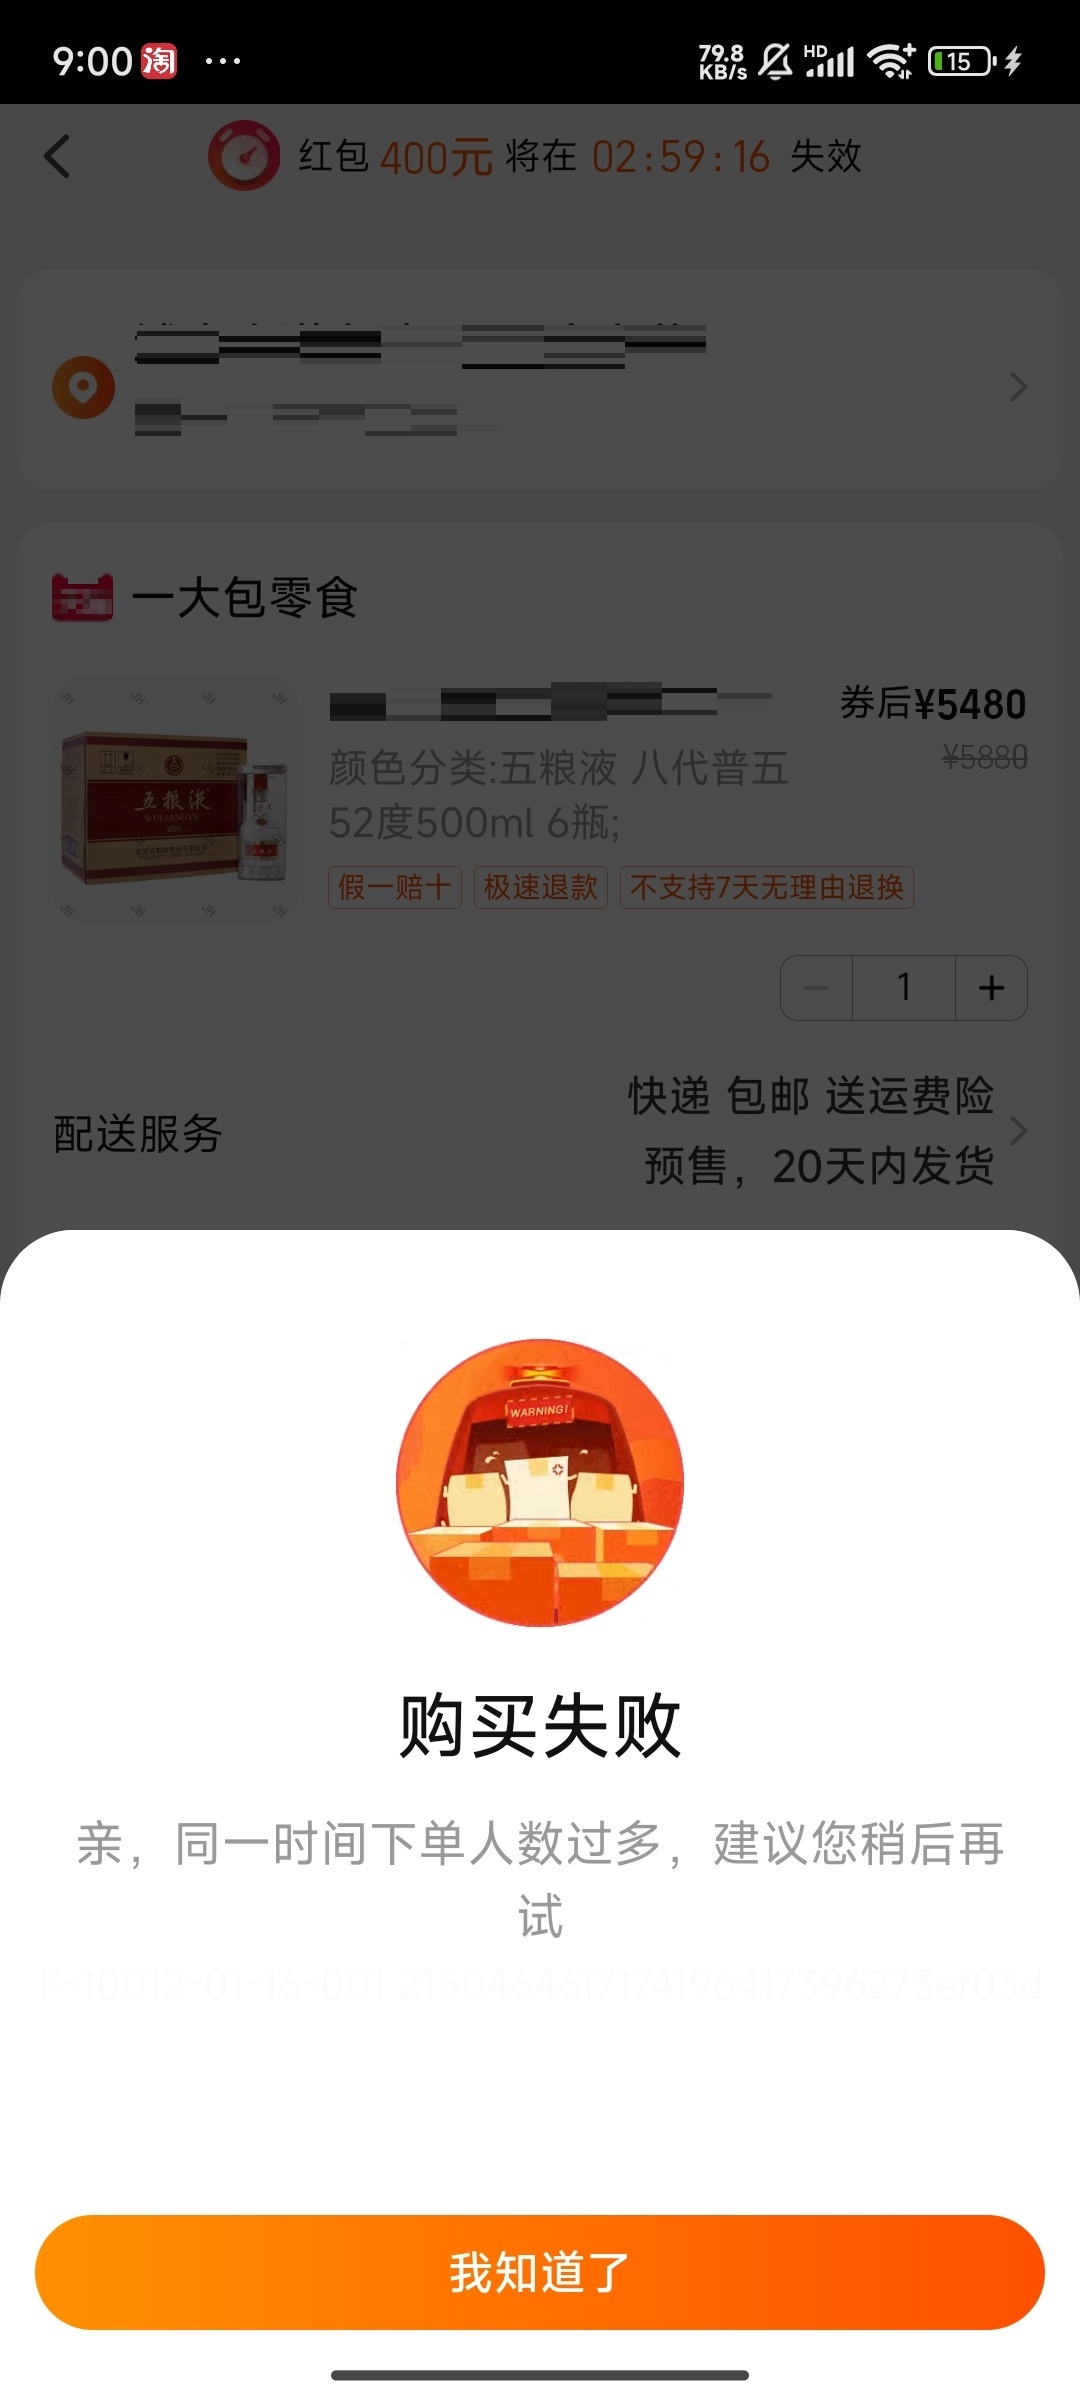 9:00 淘 ...
79.8 KB/s HD 15
红包 400元 将在 02:59:16 失效
一大包零食
五粮液
WULIANGYE
券后¥5480
¥5880
颜色分类:五粮液 八代普五
52度500ml 6瓶;
假一赔十 极速退款 不支持7天无理由退换
1
配送服务
快递 包邮 送运费险
预售，20天内发货
WARNING!
购买失败
亲，同一时间下单人数过多，建议您稍后再
试
我知道了